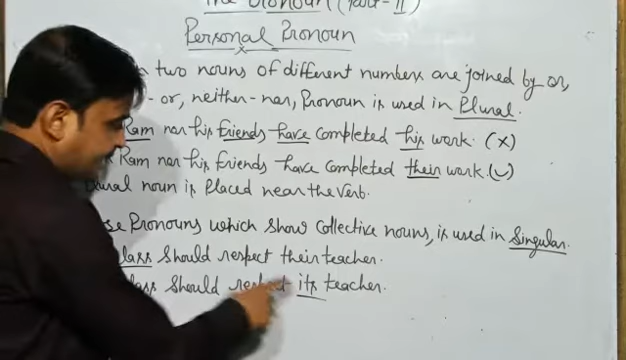 The Pronoun (Part-II)
Personal Pronoun
two nouns of different numbers are joined by or,
- or, neither-nor, Pronoun is used in Plural.
Ram nor his friends have completed his work. (X)
Ram nor his friends have completed their work. (✓)
Plural noun is Placed near the Verb.
Pronouns which show collective nouns, is used in Singular.
class should respect their teacher.
class should respect its teacher.